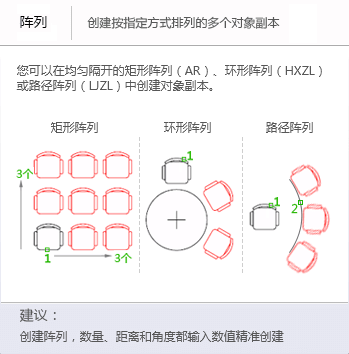 阵列
创建按指定方式排列的多个对象副本
您可以在均匀隔开的矩形阵列（AR）、环形阵列（HXZL）
或路径阵列（LJZL）中创建对象副本。
矩形阵列
环形阵列
路径阵列
3个
1
3个
1
1
2
建议：
创建阵列，数量、距离和角度都输入数值精准创建